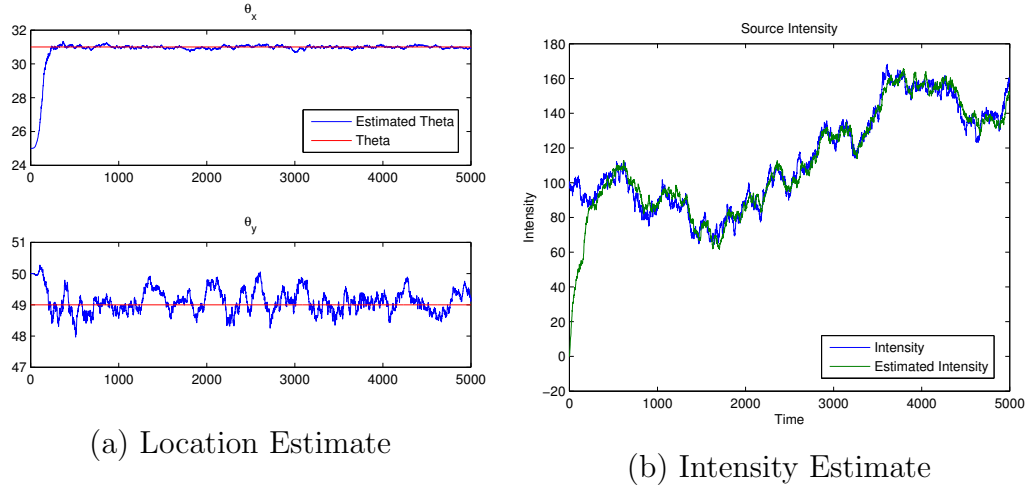 θx
32
30
28
26
24
Estimated Theta
Theta
0 1000 2000 3000 4000 5000
θy
51
50
49
48
47
0 1000 2000 3000 4000 5000
(a) Location Estimate
Source Intensity
180
160
140
120
100
80
60
40
20
0
−20
Intensity
Intensity
Estimated Intensity
0 1000 2000 3000 4000 5000
Time
(b) Intensity Estimate